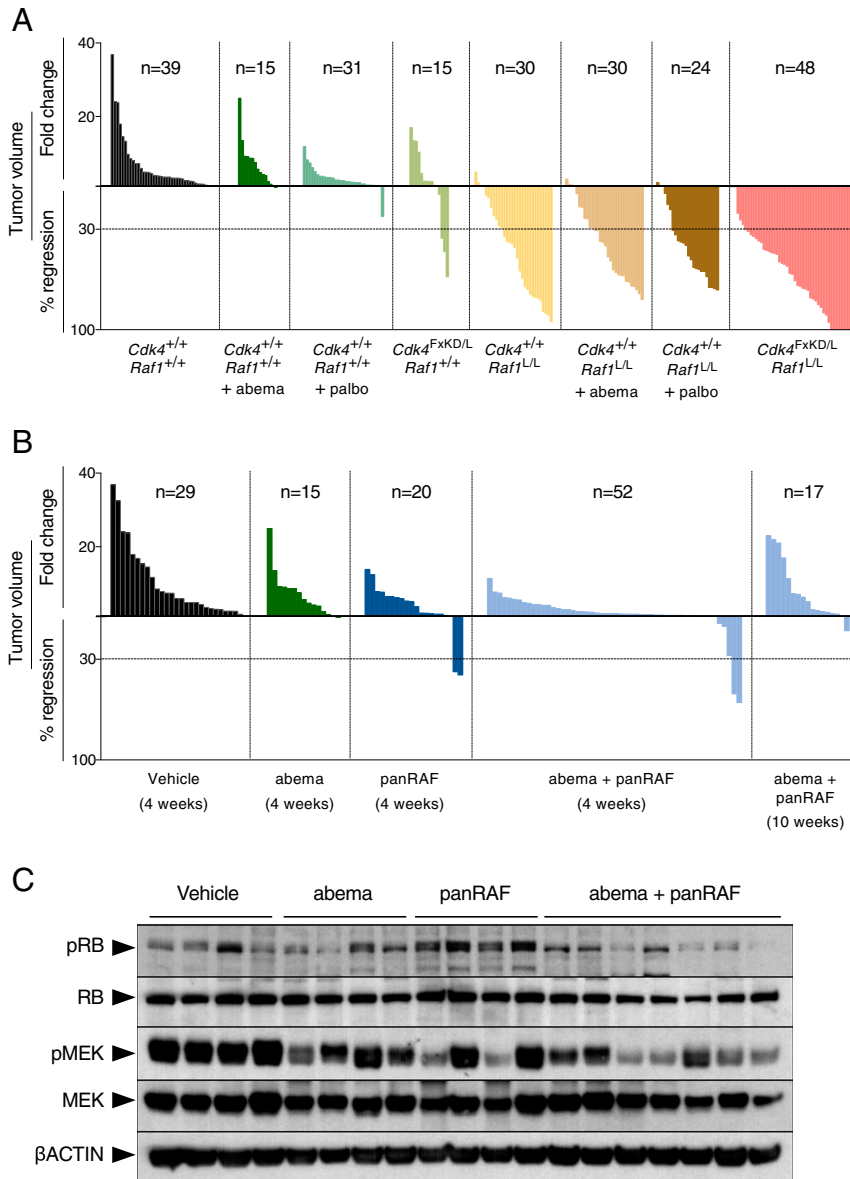 A
40
20
30
100
Tumor volume
Fold change
% regression
n=39
n=15
n=31
n=15
n=30
n=30
n=24
n=48
Cdk4+/+
Raf1+/+
Cdk4+/+
Raf1+/+
+ abema
Cdk4+/+
Raf1+/+
+ palbo
Cdk4FxKD/L
Raf1+/+
Cdk4+/+
Raf1L/L
Cdk4+/+
Raf1L/L
+ abema
Cdk4+/+
Raf1L/L
+ palbo
Cdk4FxKD/L
Raf1L/L
B
40
20
30
100
Tumor volume
Fold change
% regression
n=29
n=15
n=20
n=52
n=17
Vehicle
(4 weeks)
abema
(4 weeks)
panRAF
(4 weeks)
abema + panRAF
(4 weeks)
abema +
panRAF
(10 weeks)
C
Vehicle
abema
panRAF
abema + panRAF
pRB
RB
pMEK
MEK
βACTIN